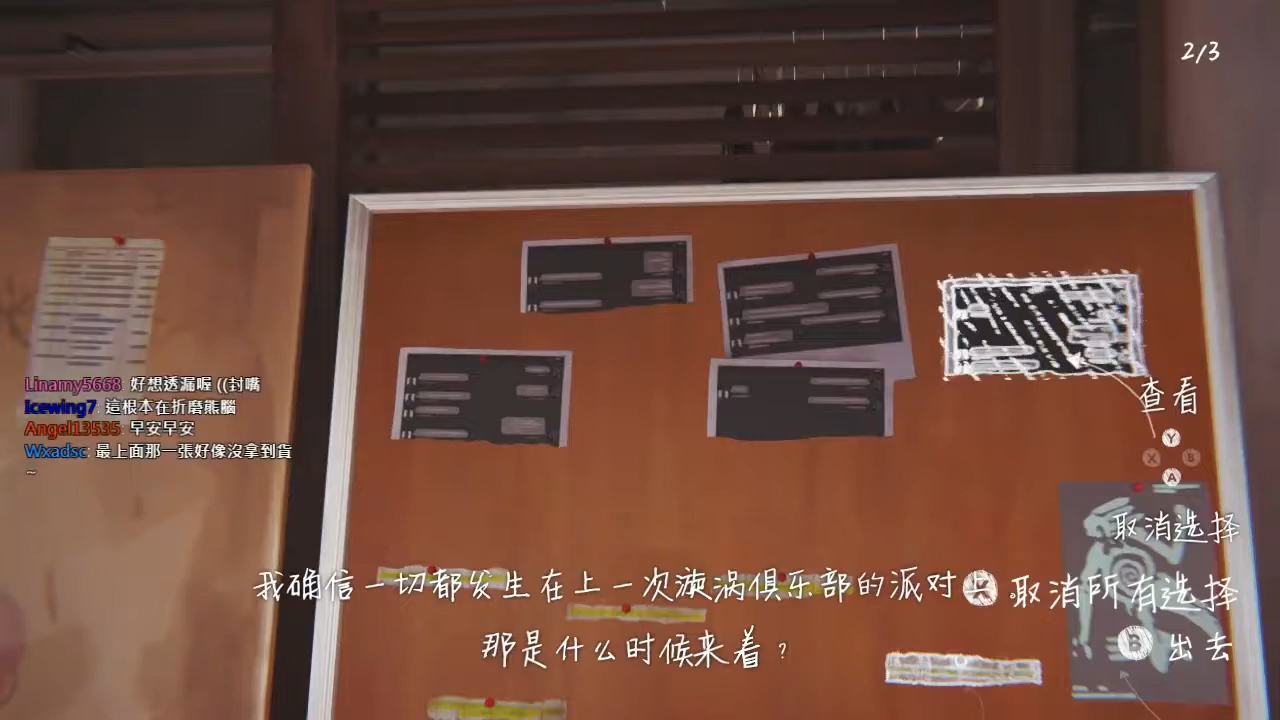 2/3
Linamy5668: 好想透漏喔 ((封嘴
Icewing7: 這根本在折磨熊腦
Angel13535: 早安早安
Wxadsc: 最上面那一張好像沒拿到貨
~
查看
Y
X B
A
取消选择
我确信一切都发生在上一次漩涡俱乐部的派对上。
取消所有选择
那是什么时候来着？
B 出去